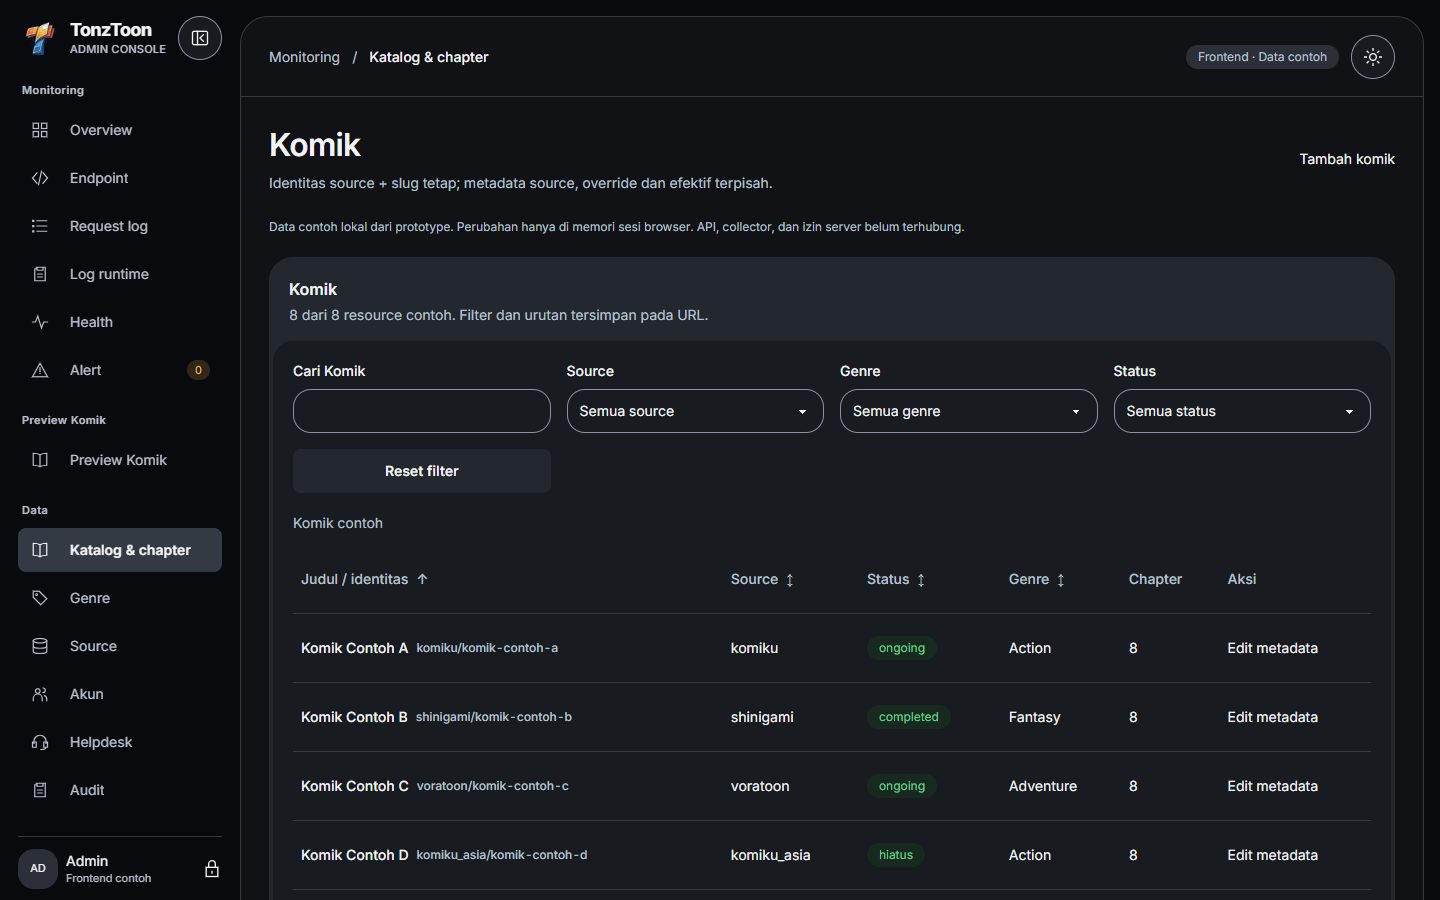 TonzToon
ADMIN CONSOLE
Monitoring
Overview
Endpoint
Request log
Log runtime
Health
Alert 0
Preview Komik
Preview Komik
Data
Katalog & chapter
Genre
Source
Akun
Helpdesk
Audit
AD
Admin
Frontend contoh
Monitoring / Katalog & chapter
Frontend · Data contoh
Komik
Tambah komik
Identitas source + slug tetap; metadata source, override dan efektif terpisah.
Data contoh lokal dari prototype. Perubahan hanya di memori sesi browser. API, collector, dan izin server belum terhubung.
Komik
8 dari 8 resource contoh. Filter dan urutan tersimpan pada URL.
Cari Komik Source Genre Status
Semua source Semua genre Semua status
Reset filter
Komik contoh
Judul / identitas ↑ Source ↕ Status ↕ Genre ↕ Chapter Aksi
Komik Contoh A komiku/komik-contoh-a komiku ongoing Action 8 Edit metadata
Komik Contoh B shinigami/komik-contoh-b shinigami completed Fantasy 8 Edit metadata
Komik Contoh C voratoon/komik-contoh-c voratoon ongoing Adventure 8 Edit metadata
Komik Contoh D komiku_asia/komik-contoh-d komiku_asia hiatus Action 8 Edit metadata